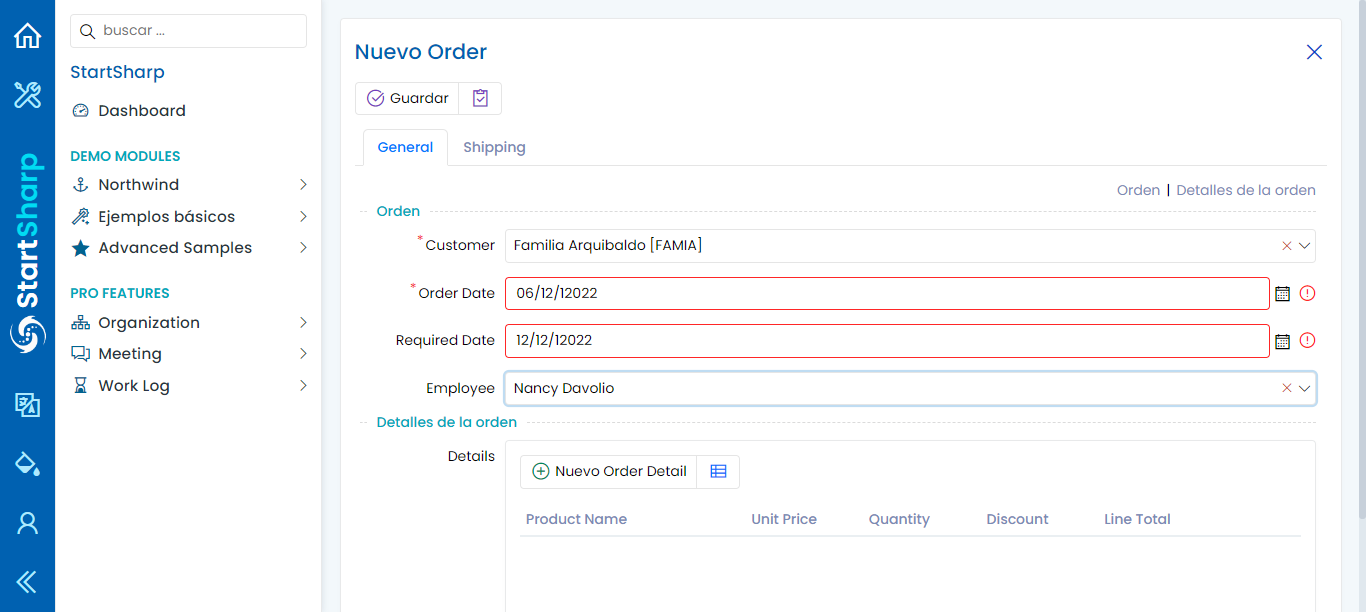 buscar ...
StartSharp
Dashboard
DEMO MODULES
Northwind
Ejemplos básicos
Advanced Samples
PRO FEATURES
Organization
Meeting
Work Log
StartSharp
Nuevo Order
Guardar
General Shipping
Orden | Detalles de la orden
Orden
*Customer Familia Arquibaldo [FAMIA]
*Order Date 06/12/12022
Required Date 12/12/12022
Employee Nancy Davolio
Detalles de la orden
Details
Nuevo Order Detail
Product Name Unit Price Quantity Discount Line Total